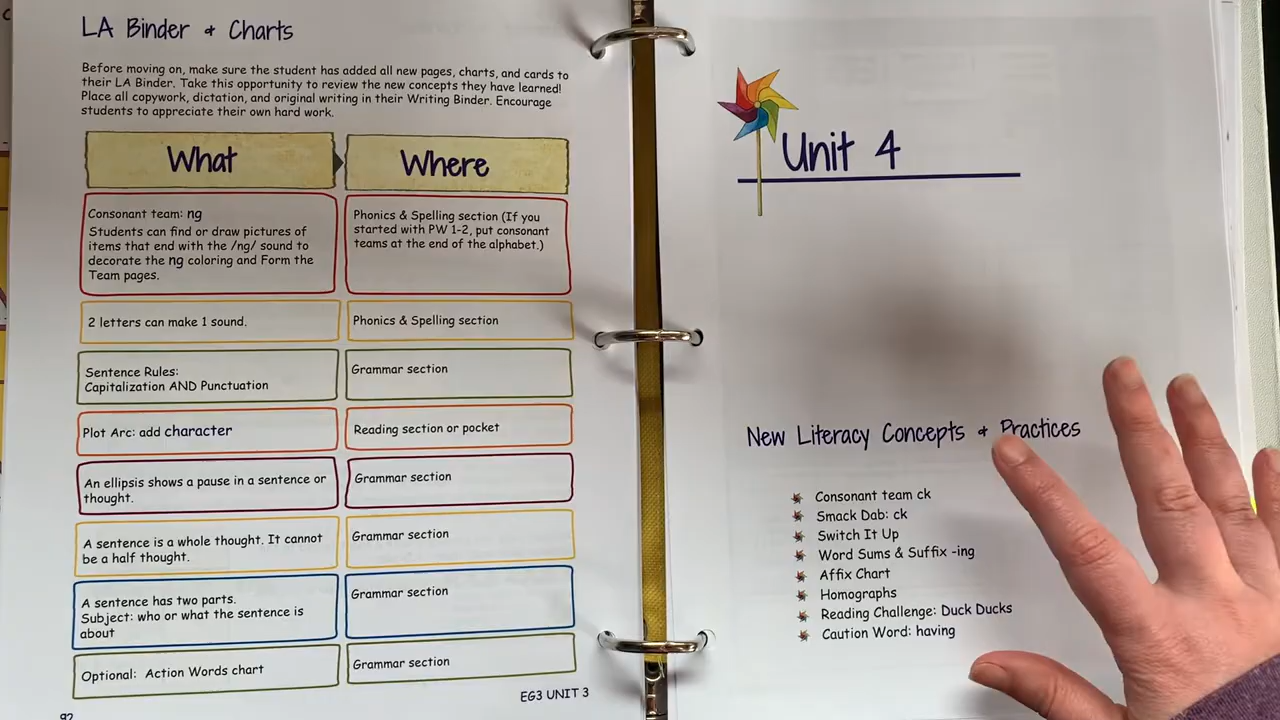 LA Binder + Charts
Before moving on, make sure the student has added all new pages, charts, and cards to
their LA Binder. Take this opportunity to review the new concepts they have learned!
Place all copywork, dictation, and original writing in their Writing Binder. Encourage
students to appreciate their own hard work.
What
Where
Consonant team: ng
Students can find or draw pictures of
items that end with the /ng/ sound to
decorate the ng coloring and Form the
Team pages.
Phonics & Spelling section (If you
started with PW 1-2, put consonant
teams at the end of the alphabet.)
2 letters can make 1 sound.
Phonics & Spelling section
Sentence Rules:
Capitalization AND Punctuation
Grammar section
Plot Arc: add character
Reading section or pocket
An ellipsis shows a pause in a sentence or
thought.
Grammar section
A sentence is a whole thought. It cannot
be a half thought.
Grammar section
A sentence has two parts.
Subject: who or what the sentence is
about
Grammar section
Optional: Action Words chart
Grammar section
EG3 UNIT 3
92
Unit 4
New Literacy Concepts + Practices
Consonant team ck
Smack Dab: ck
Switch It Up
Word Sums & Suffix -ing
Affix Chart
Homographs
Reading Challenge: Duck Ducks
Caution Word: having